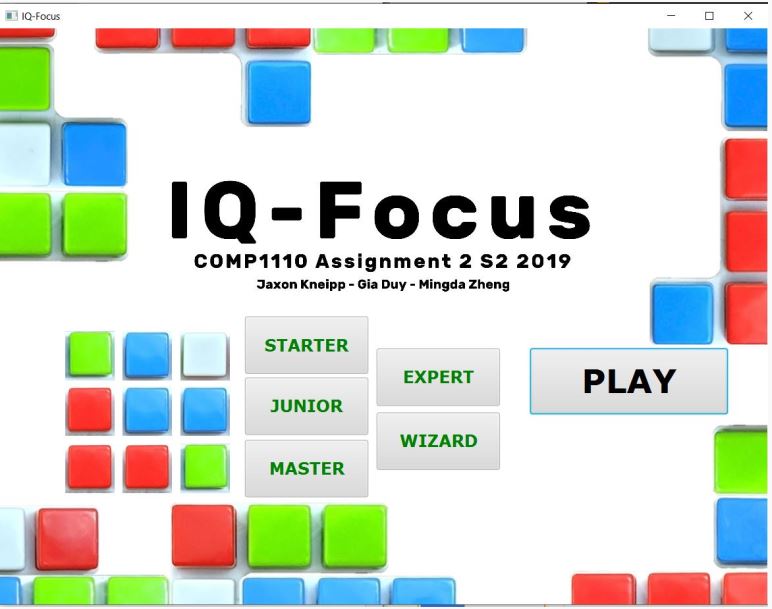 IQ-Focus
IQ-Focus
COMP1110 Assignment 2 S2 2019
Jaxon Kneipp - Gia Duy - Mingda Zheng
STARTER
JUNIOR
MASTER
EXPERT
WIZARD
PLAY